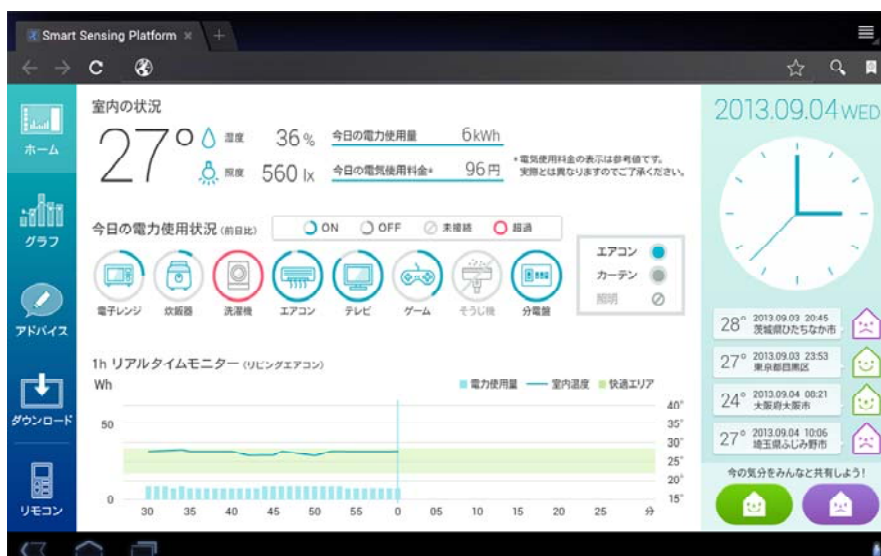 Smart Sensing Platform
ホーム
グラフ
アドバイス
ダウンロード
リモコン
室内の状況
27°
湿度 36 %
照度 560 lx
今日の電力使用量 6kWh
今日の電気使用料金* 96円
*電気使用料金の表示は参考値です。
実際とは異なりますのでご了承ください。
今日の電力使用状況 (前日比)
ON OFF 未接続 超過
電子レンジ 炊飯器 洗濯機 エアコン テレビ ゲーム そうじ機 分電盤
エアコン
カーテン
照明
1h リアルタイムモニター (リビングエアコン)
Wh
電力使用量 室内温度 快適エリア
40°
35°
30°
25°
20°
15°
50
0
30 35 40 45 50 55 0 05 10 15 20 25 分
2013.09.04 WED
28° 2013.09.03 20:45
茨城県ひたちなか市
27° 2013.09.03 23:53
東京都目黒区
24° 2013.09.04 08:21
大阪府大阪市
27° 2013.09.04 10:06
埼玉県ふじみ野市
今の気分をみんなと共有しよう!